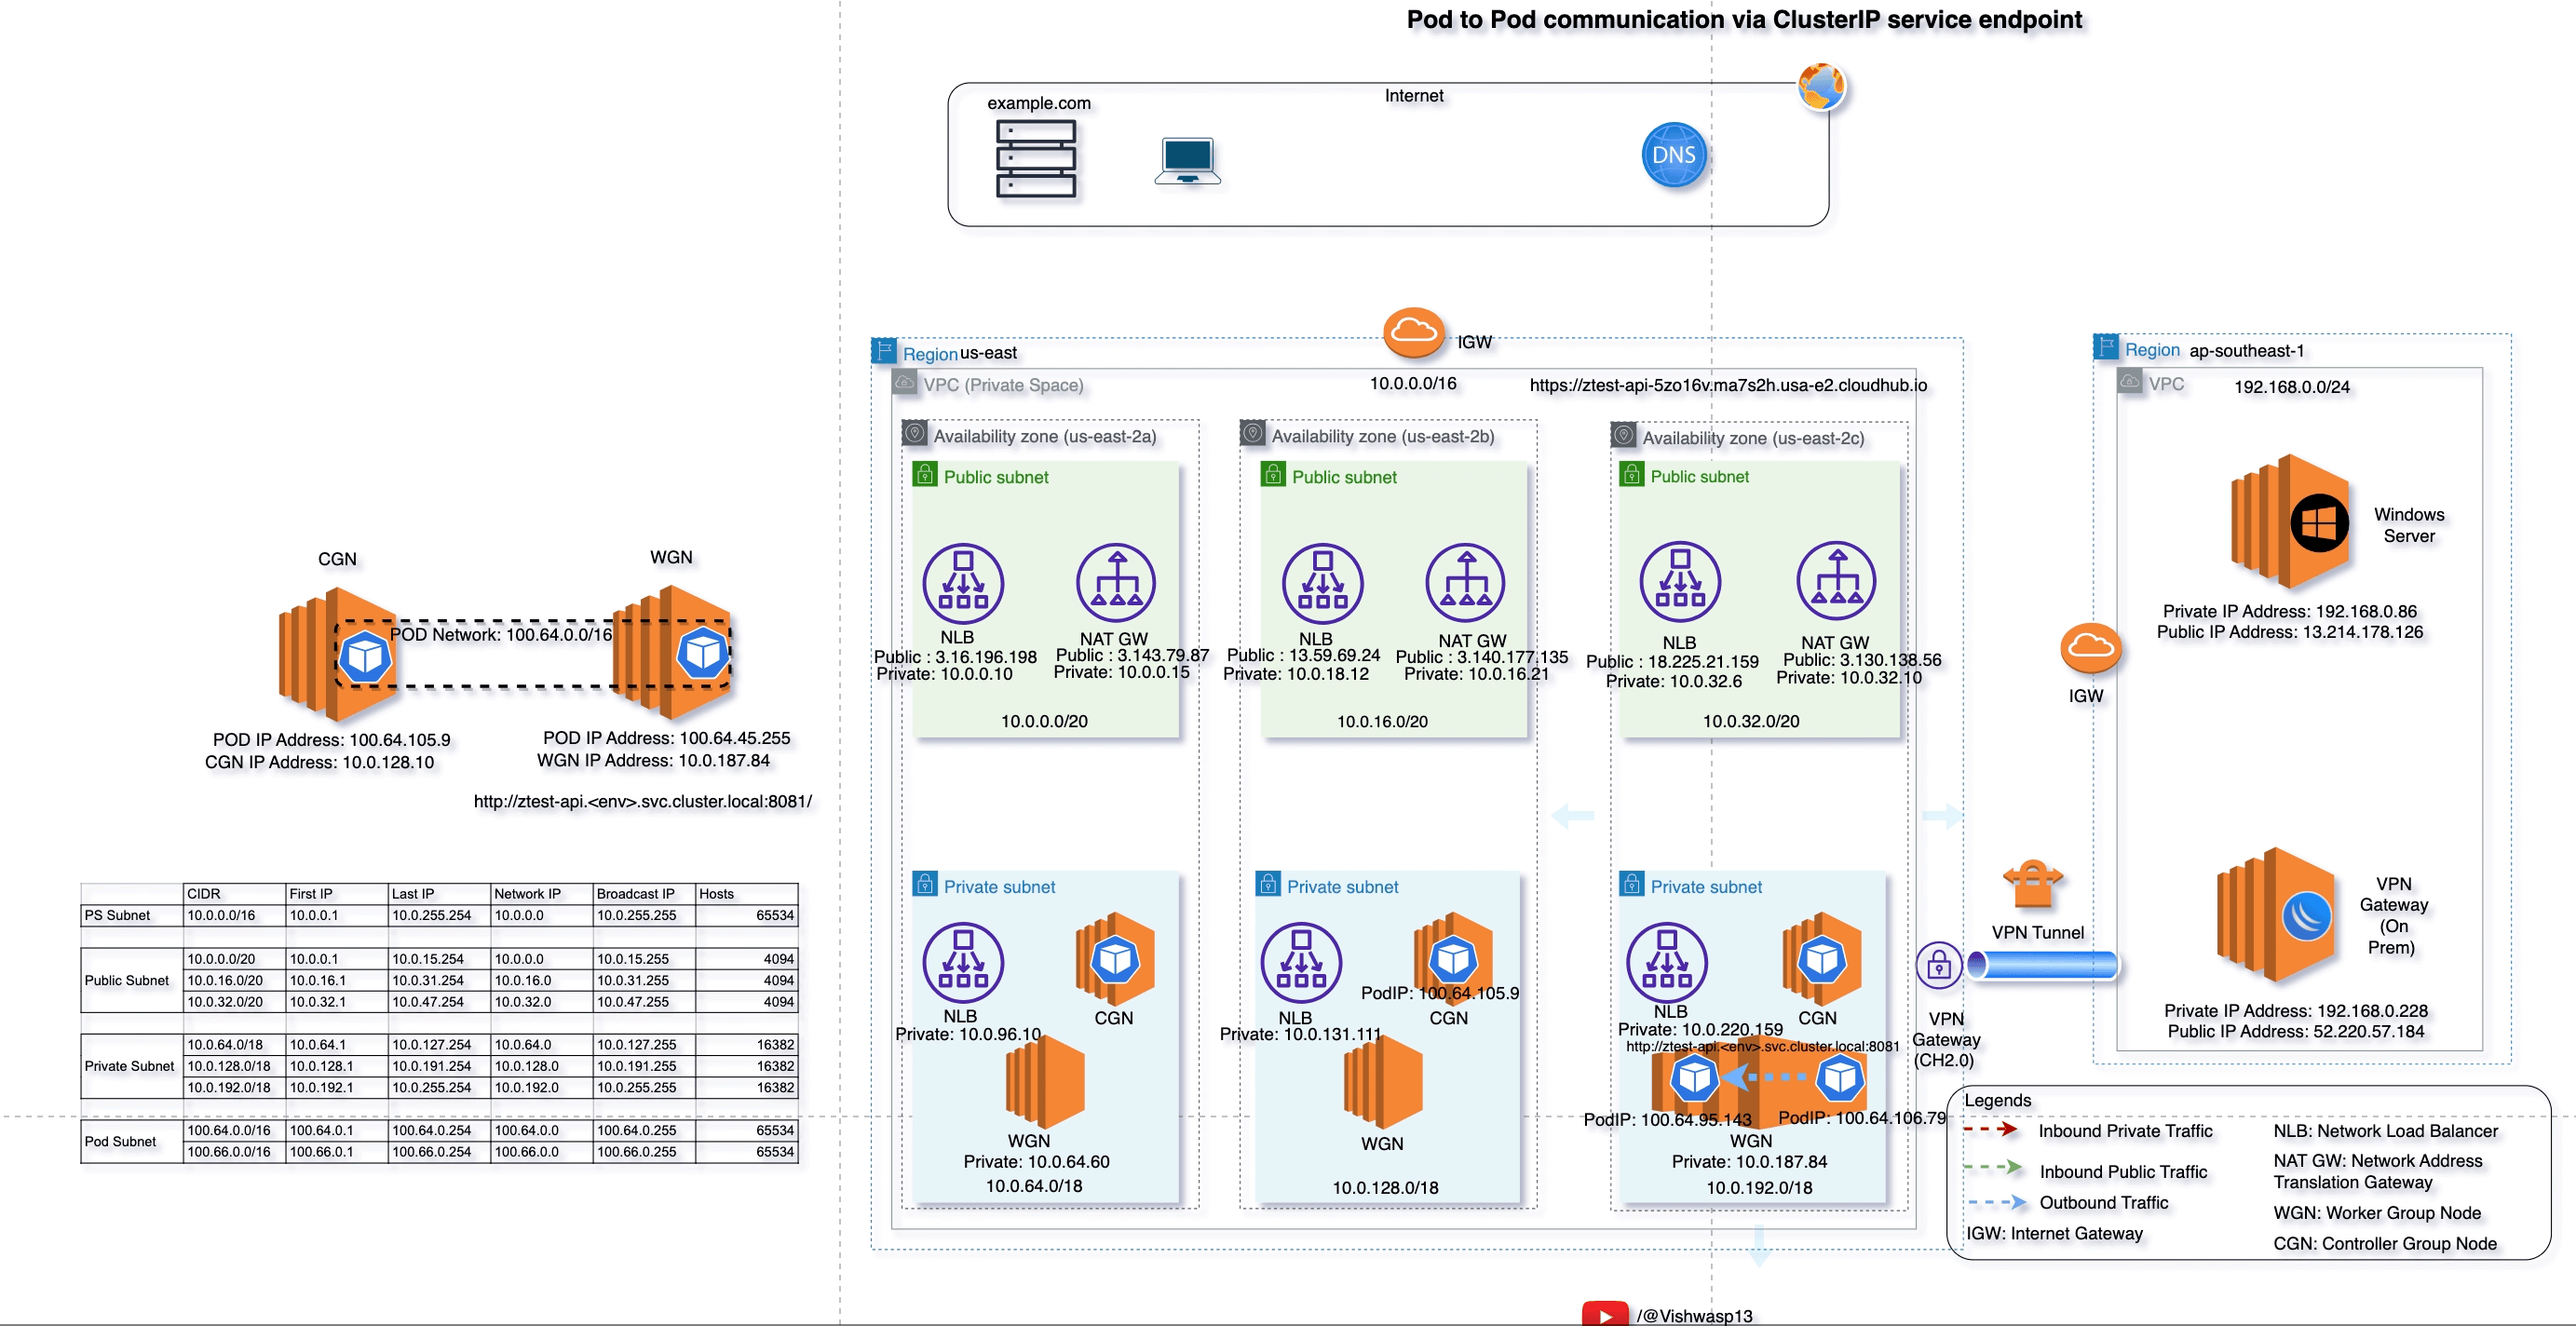 Pod to Pod communication via ClusterIP service endpoint
Internet
example.com
DNS
IGW
Region us-east
VPC (Private Space)
10.0.0.0/16
https://ztest-api-5zo16v.ma7s2h.usa-e2.cloudhub.io
Availability zone (us-east-2a)
Public subnet
NLB
Public : 3.16.196.198
Private: 10.0.0.10
NAT GW
Public : 3.143.79.87
Private: 10.0.0.15
10.0.0.0/20
Availability zone (us-east-2b)
Public subnet
NLB
Public : 13.59.69.24
Private: 10.0.18.12
NAT GW
Public : 3.140.177.135
Private: 10.0.16.21
10.0.16.0/20
Availability zone (us-east-2c)
Public subnet
NLB
Public : 18.225.21.159
Private: 10.0.32.6
NAT GW
Public: 3.130.138.56
Private: 10.0.32.10
10.0.32.0/20
Private subnet
NLB
Private: 10.0.96.10
CGN
WGN
Private: 10.0.64.60
10.0.64.0/18
Private subnet
NLB
Private: 10.0.131.111
PodIP: 100.64.105.9
CGN
WGN
10.0.128.0/18
Private subnet
NLB
Private: 10.0.220.159
CGN
http://ztest-api.<env>.svc.cluster.local:8081
PodIP: 100.64.95.143
PodIP: 100.64.106.79
WGN
Private: 10.0.187.84
10.0.192.0/18
VPN
Gateway
(CH2.0)
VPN Tunnel
Region ap-southeast-1
VPC
192.168.0.0/24
Windows
Server
Private IP Address: 192.168.0.86
Public IP Address: 13.214.178.126
IGW
VPN
Gateway
(On
Prem)
Private IP Address: 192.168.0.228
Public IP Address: 52.220.57.184
CGN
WGN
POD Network: 100.64.0.0/16
POD IP Address: 100.64.105.9
CGN IP Address: 10.0.128.10
POD IP Address: 100.64.45.255
WGN IP Address: 10.0.187.84
http://ztest-api.<env>.svc.cluster.local:8081/
CIDR First IP Last IP Network IP Broadcast IP Hosts
PS Subnet 10.0.0.0/16 10.0.0.1 10.0.255.254 10.0.0.0 10.0.255.255 65534
Public Subnet
10.0.0.0/20 10.0.0.1 10.0.15.254 10.0.0.0 10.0.15.255 4094
10.0.16.0/20 10.0.16.1 10.0.31.254 10.0.16.0 10.0.31.255 4094
10.0.32.0/20 10.0.32.1 10.0.47.254 10.0.32.0 10.0.47.255 4094
Private Subnet
10.0.64.0/18 10.0.64.1 10.0.127.254 10.0.64.0 10.0.127.255 16382
10.0.128.0/18 10.0.128.1 10.0.191.254 10.0.128.0 10.0.191.255 16382
10.0.192.0/18 10.0.192.1 10.0.255.254 10.0.192.0 10.0.255.255 16382
Pod Subnet
100.64.0.0/16 100.64.0.1 100.64.0.254 100.64.0.0 100.64.0.255 65534
100.66.0.0/16 100.66.0.1 100.66.0.254 100.66.0.0 100.66.0.255 65534
Legends
Inbound Private Traffic
Inbound Public Traffic
Outbound Traffic
IGW: Internet Gateway
NLB: Network Load Balancer
NAT GW: Network Address
Translation Gateway
WGN: Worker Group Node
CGN: Controller Group Node
/@Vishwasp13